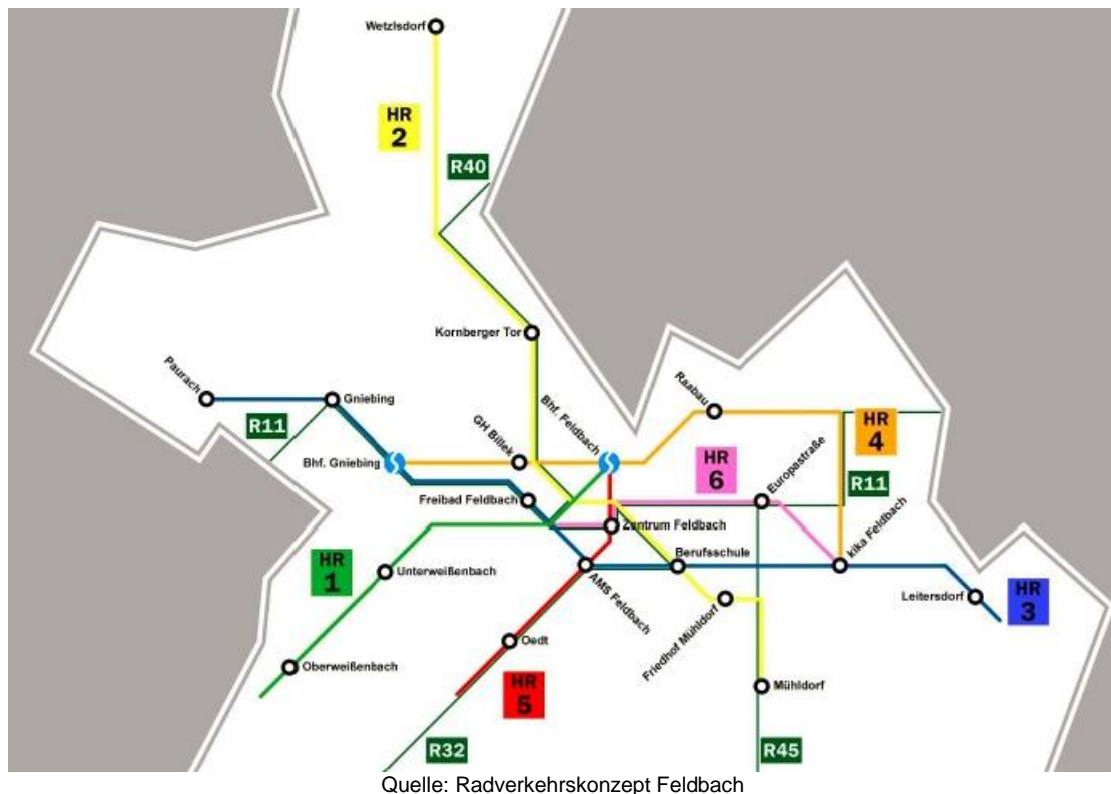 Wetzlsdorf
HR
2
R40
Kornberger Tor
Paurach
Gniebing
R11
Bhf. Gniebing
GH Billek
Bhf. Feldbach
Raabau
HR
4
HR
6
Europastraße
R11
Freibad Feldbach
Zentrum Feldbach
kika Feldbach
Berufsschule
HR
1
Unterweißenbach
AMS Feldbach
Leitersdorf
HR
3
Oberweißenbach
Oedt
Friedhof Mühldorf
HR
5
Mühldorf
R32
R45
Quelle: Radverkehrskonzept Feldbach